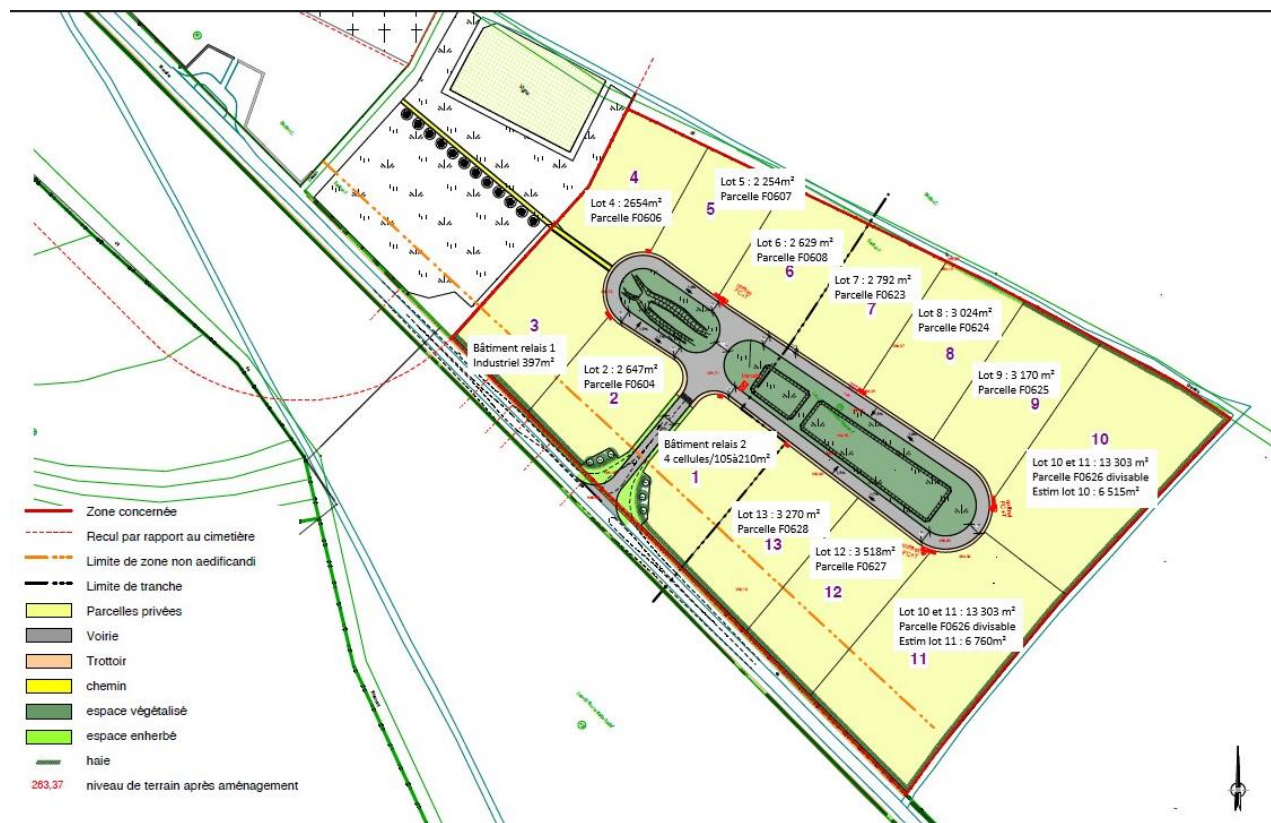 Vigne
4
Lot 4 : 2654m²
Parcelle F0606
Lot 5 : 2 254m²
Parcelle F0607
5
Lot 6 : 2 629 m²
Parcelle F0608
6
Lot 7 : 2 792 m²
Parcelle F0623
7
Lot 8 : 3 024m²
Parcelle F0624
8
Lot 9 : 3 170 m²
Parcelle F0625
9
3
Bâtiment relais 1
Industriel 397m²
Lot 2 : 2 647m²
Parcelle F0604
2
Bâtiment relais 2
4 cellules/105à210m²
1
10
Lot 10 et 11 : 13 303 m²
Parcelle F0626 divisable
Estim lot 10 : 6 515m²
Lot 13 : 3 270 m²
Parcelle F0628
13
Lot 12 : 3 518m²
Parcelle F0627
12
Lot 10 et 11 : 13 303 m²
Parcelle F0626 divisable
Estim lot 11 : 6 760m²
11
Zone concernée
Recul par rapport au cimetière
Limite de zone non aedificandi
Limite de tranche
Parcelles privées
Voirie
Trottoir
chemin
espace végétalisé
espace enherbé
haie
263,37 niveau de terrain après aménagement